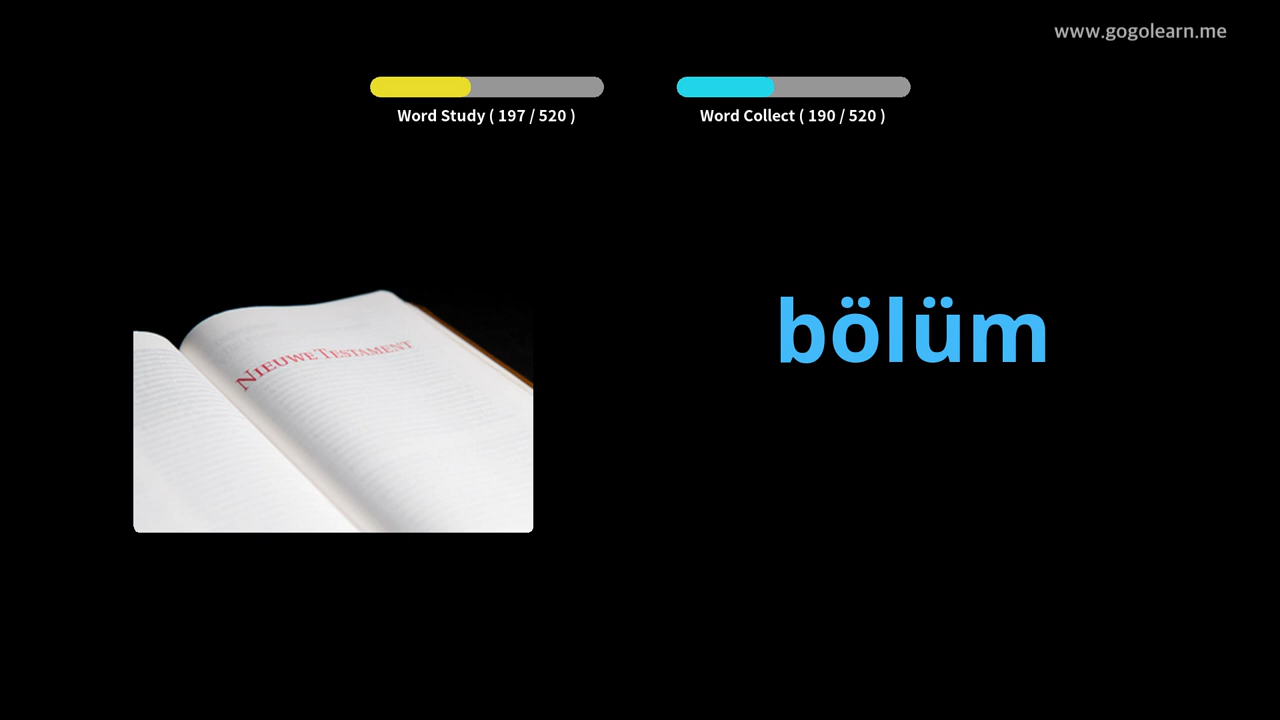 www.gogolearn.me
Word Study ( 197 / 520 )
Word Collect ( 190 / 520 )
NIEUWE TESTAMENT
bölüm